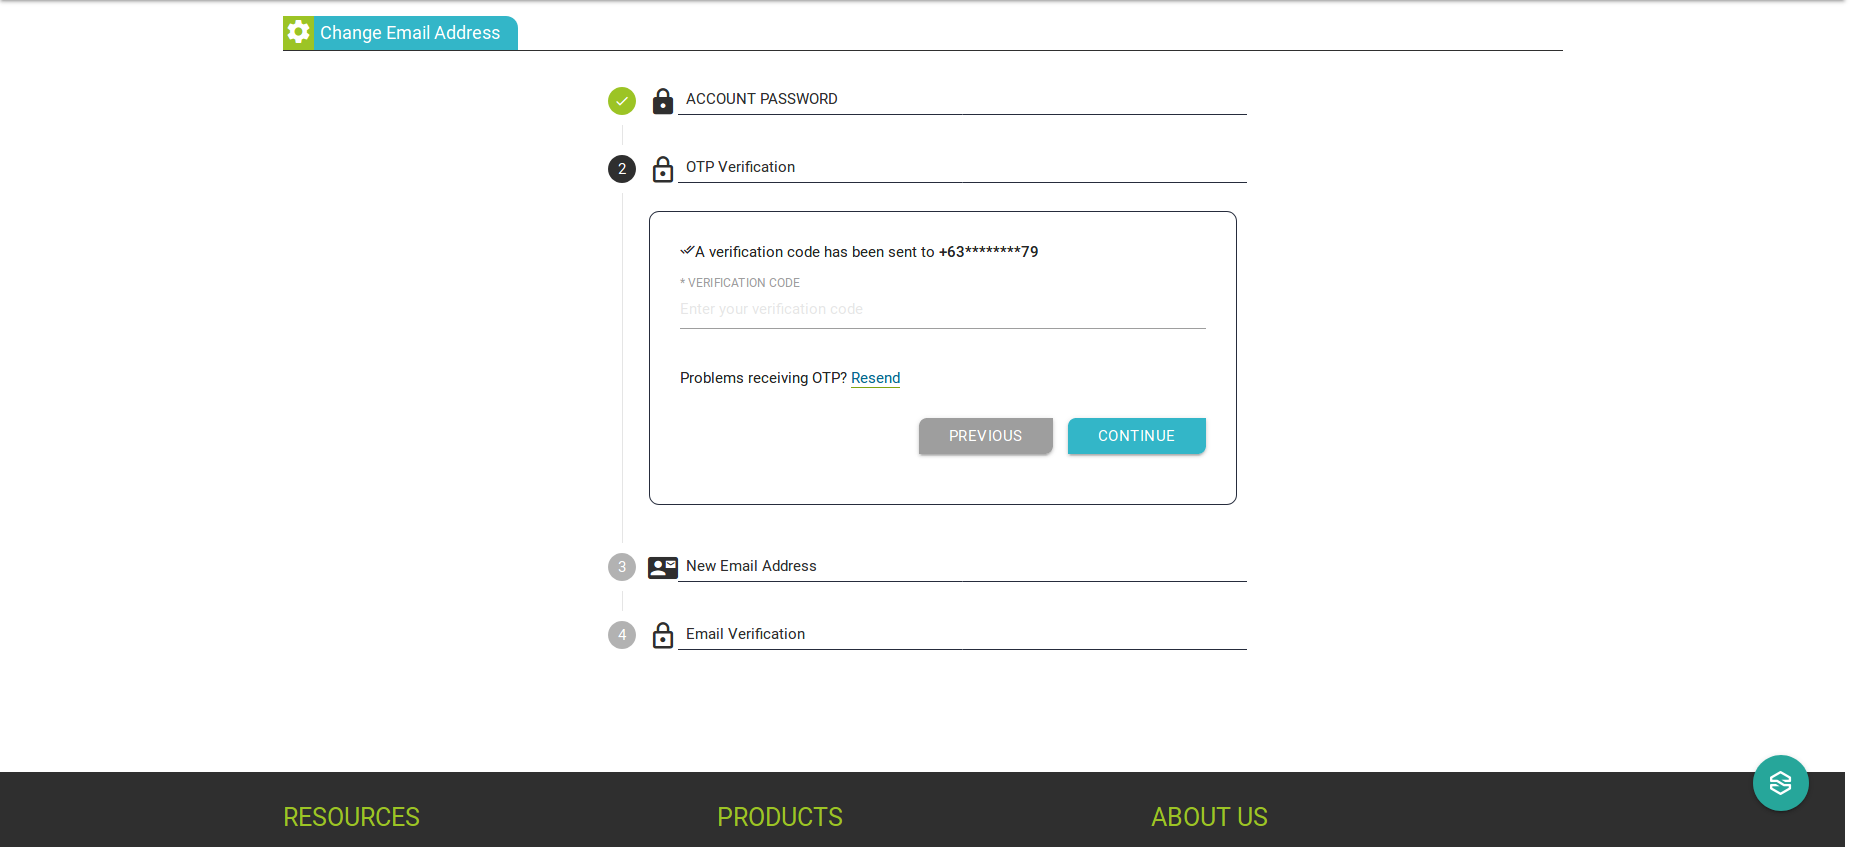 Change Email Address
ACCOUNT PASSWORD
2
OTP Verification
A verification code has been sent to +63********79
* VERIFICATION CODE
Enter your verification code
Problems receiving OTP? Resend
PREVIOUS CONTINUE
3
New Email Address
4
Email Verification
RESOURCES PRODUCTS ABOUT US